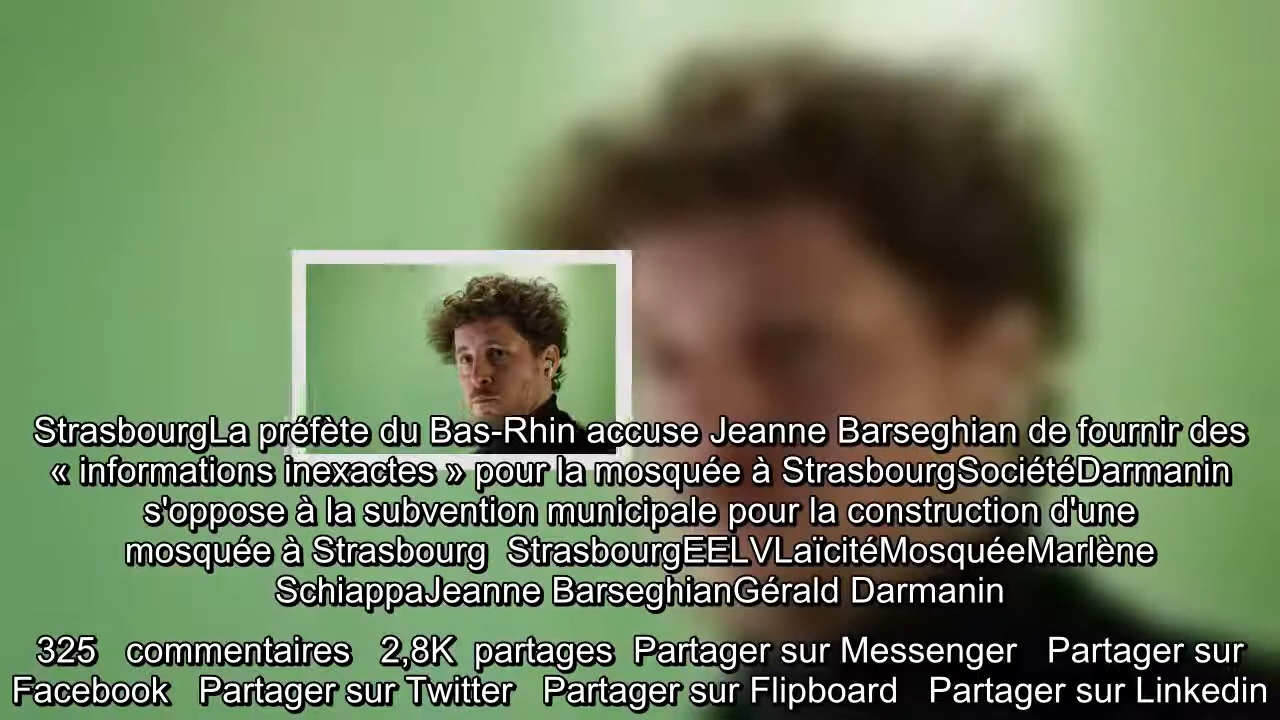 StrasbourgLa préfète du Bas-Rhin accuse Jeanne Barseghian de fournir des
« informations inexactes » pour la mosquée à StrasbourgSociétéDarmanin
s'oppose à la subvention municipale pour la construction d'une
mosquée à Strasbourg StrasbourgEELVLaïcitéMosquéeMarlène
SchiappaJeanne BarseghianGérald Darmanin
325 commentaires 2,8K partages Partager sur Messenger Partager sur
Facebook Partager sur Twitter Partager sur Flipboard Partager sur Linkedin